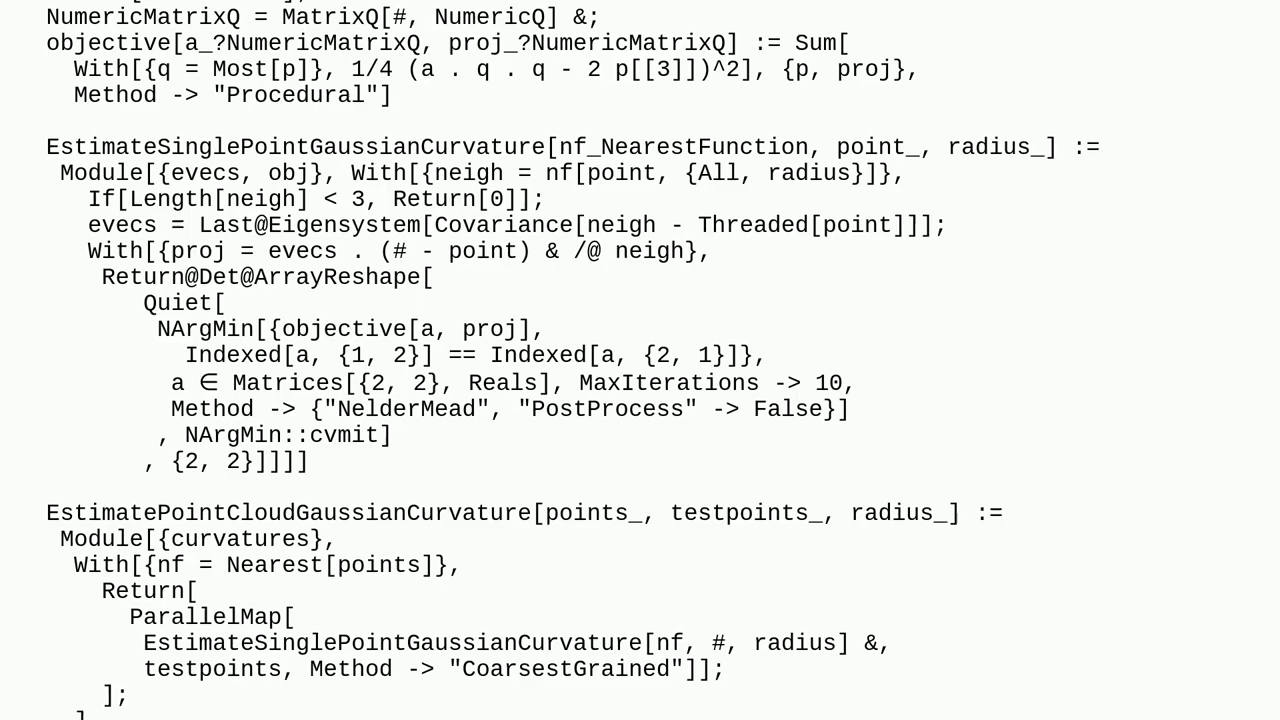 NumericMatrixQ = MatrixQ[#, NumericQ] &;
objective[a_?NumericMatrixQ, proj_?NumericMatrixQ] := Sum[
With[{q = Most[p]}, 1/4 (a . q . q - 2 p[[3]])^2], {p, proj},
Method -> "Procedural"]
EstimateSinglePointGaussianCurvature[nf_NearestFunction, point_, radius_] :=
Module[{evecs, obj}, With[{neigh = nf[point, {All, radius}]},
If[Length[neigh] < 3, Return[0]];
evecs = Last@Eigensystem[Covariance[neigh - Threaded[point]]];
With[{proj = evecs . (# - point) & /@ neigh},
Return@Det@ArrayReshape[
Quiet[
NArgMin[{objective[a, proj],
Indexed[a, {1, 2}] == Indexed[a, {2, 1}]},
a ∈ Matrices[{2, 2}, Reals], MaxIterations -> 10,
Method -> {"NelderMead", "PostProcess" -> False}]
, NArgMin::cvmit]
, {2, 2}]]]]
EstimatePointCloudGaussianCurvature[points_, testpoints_, radius_] :=
Module[{curvatures},
With[{nf = Nearest[points]},
Return[
ParallelMap[
EstimateSinglePointGaussianCurvature[nf, #, radius] &,
testpoints, Method -> "CoarsestGrained"]];
];
]